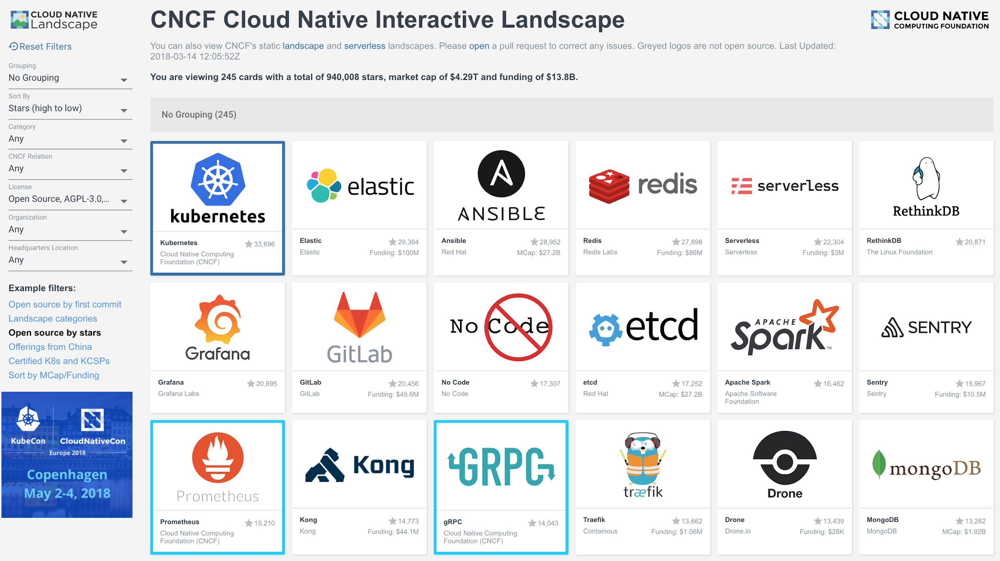 CLOUD NATIVE
Landscape
CNCF Cloud Native Interactive Landscape
CLOUD NATIVE
COMPUTING FOUNDATION
You can also view CNCF's static landscape and serverless landscapes. Please open a pull request to correct any issues. Greyed logos are not open source. Last Updated:
2018-03-14 12:05:52Z
You are viewing 245 cards with a total of 940,008 stars, market cap of $4.29T and funding of $13.8B.
Reset Filters
Grouping
No Grouping
Sort By
Stars (high to low)
Category
Any
CNCF Relation
Any
License
Open Source, AGPL-3.0,...
Organization
Any
Headquarters Location
Any
Example filters:
Open source by first commit
Landscape categories
Open source by stars
Offerings from China
Certified K8s and KCSPs
Sort by MCap/Funding
KubeCon
CloudNativeCon
Europe 2018
Copenhagen
May 2-4, 2018
No Grouping (245)
kubernetes
Kubernetes 33,696
Cloud Native Computing
Foundation (CNCF)
elastic
Elastic 29,364
Elastic Funding: $100M
ANSIBLE
Ansible 28,952
Red Hat MCap: $27.2B
redis
Redis 27,898
Redis Labs Funding: $86M
serverless
Serverless 22,304
Serverless Funding: $3M
RethinkDB
RethinkDB 20,871
The Linux Foundation
Grafana
Grafana 20,695
Grafana Labs
GitLab
GitLab 20,456
GitLab Funding: $45.6M
No Code
No Code 17,307
No Code
etcd
etcd 17,252
Red Hat MCap: $27.2B
APACHE
Spark™
Apache Spark 16,462
Apache Software
Foundation
SENTRY
Sentry 15,967
Sentry Funding: $10.5M
Prometheus
Prometheus 15,210
Cloud Native Computing
Foundation (CNCF)
Kong
Kong 14,773
Kong Funding: $44.1M
GRPC
gRPC 14,043
Cloud Native Computing
Foundation (CNCF)
træfik
Traefik 13,662
Containous Funding: $1.06M
Drone
Drone 13,439
Drone.io Funding: $28K
mongoDB
MongoDB 13,262
MongoDB MCap: $1.92B